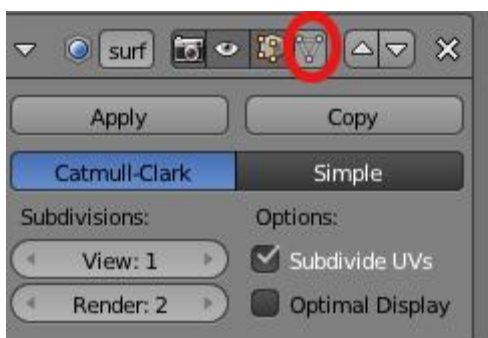 surf
Apply Copy
Catmull-Clark Simple
Subdivisions: Options:
View: 1 Subdivide UVs
Render: 2 Optimal Display